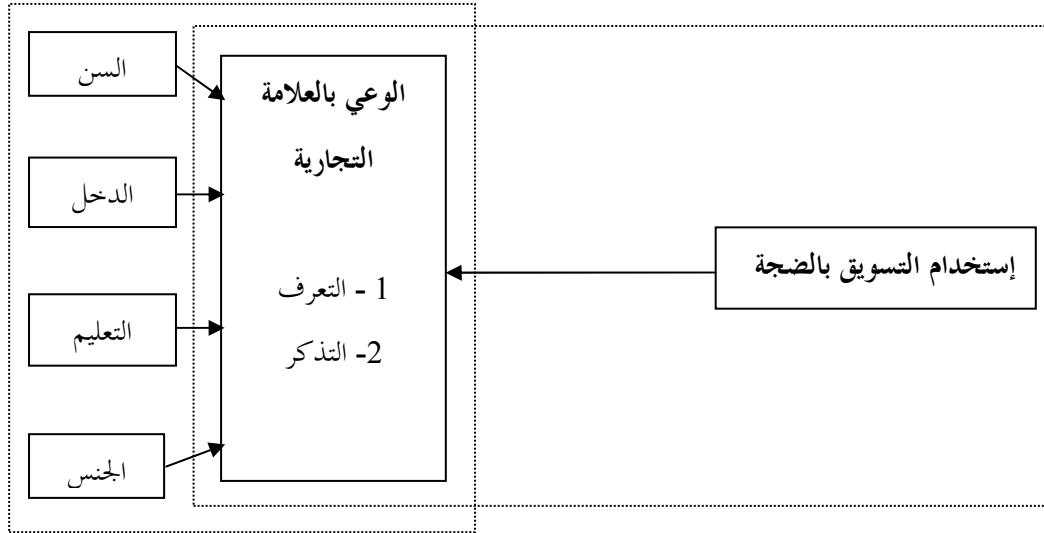 إستخدام التسويق بالضجة
الوعي بالعلامة
التجارية
1 - التعرف
2- التذكر
السن
الدخل
التعليم
الجنس